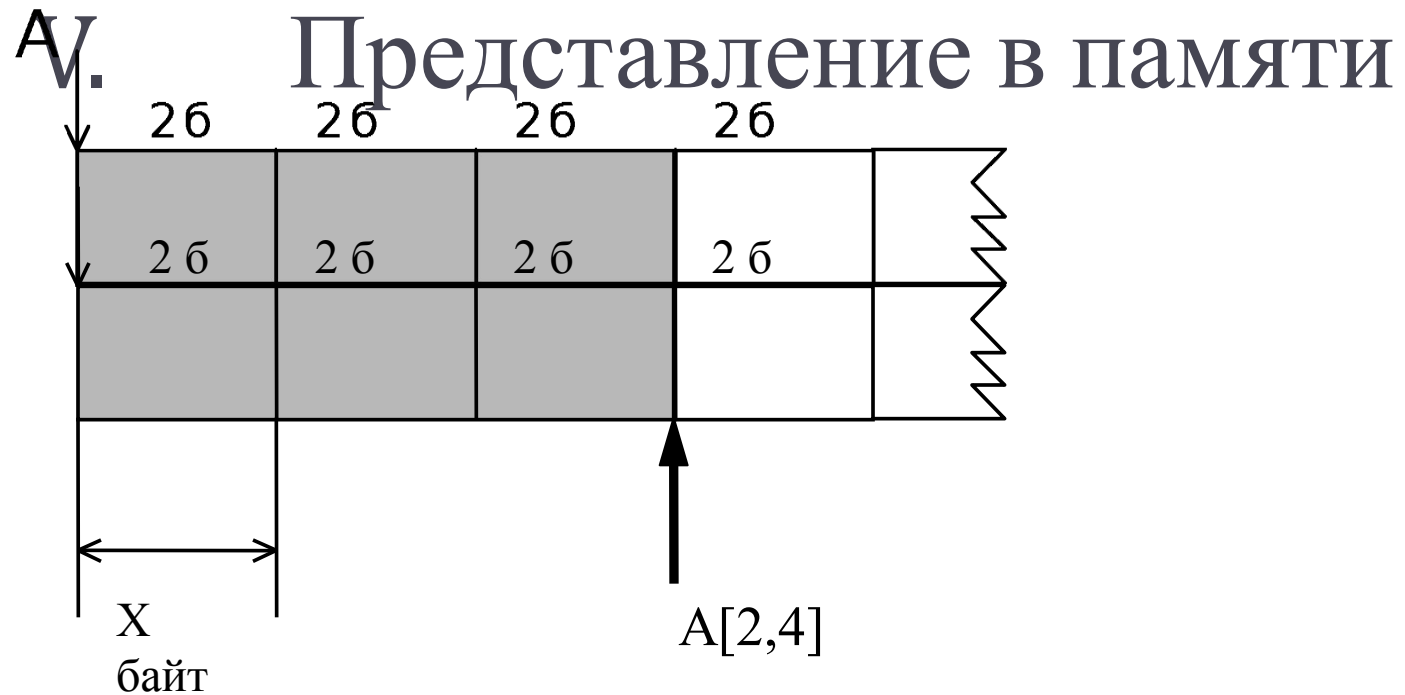 V. Представление в памяти
A
2б 2б 2б 2б
2 б 2 б 2 б 2 б
X
байт
A[2,4]